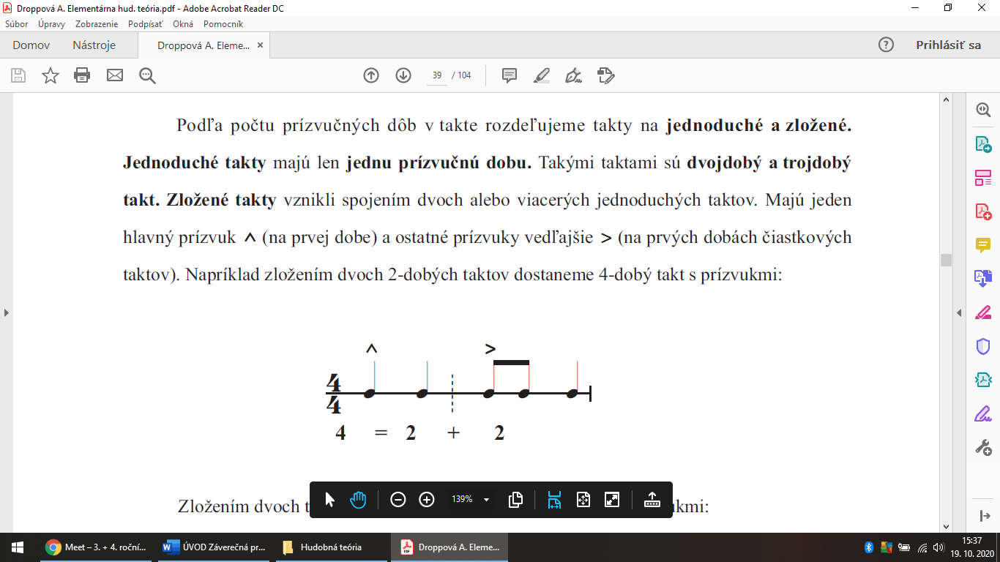 Droppová A. Elementárna hud. teória.pdf - Adobe Acrobat Reader DC
Súbor Úpravy Zobrazenie Podpísať Okná Pomocník
Domov Nástroje Droppová A. Eleme... × Prihlásiť sa
39 / 104
Podľa počtu prízvučných dôb v takte rozdeľujeme takty na jednoduché a zložené.
Jednoduché takty majú len jednu prízvučnú dobu. Takými taktami sú dvojdobý a trojdobý
takt. Zložené takty vznikli spojením dvoch alebo viacerých jednoduchých taktov. Majú jeden
hlavný prízvuk ^ (na prvej dobe) a ostatné prízvuky vedľajšie > (na prvých dobách čiastkových
taktov). Napríklad zložením dvoch 2-dobých taktov dostaneme 4-dobý takt s prízvukmi:
^ >
4
4
4 = 2 + 2
139%
Zložením dvoch
Meet – 3. + 4. roční... ÚVOD Záverečná pr... Hudobná teória Droppová A. Eleme...
15:37
19. 10. 2020